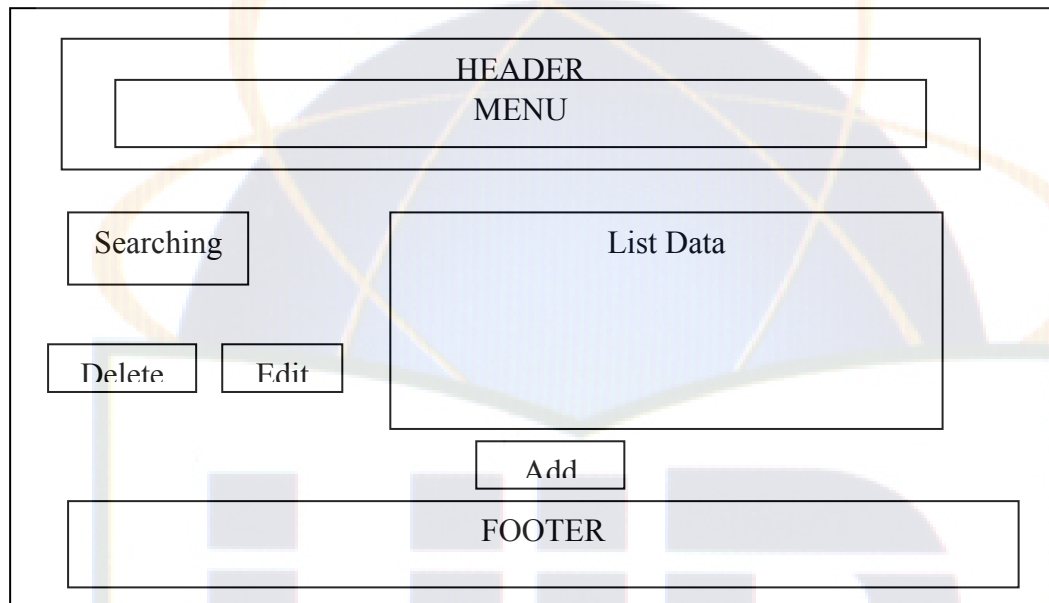 HEADER
MENU
Searching
List Data
Delete
Edit
Add
FOOTER